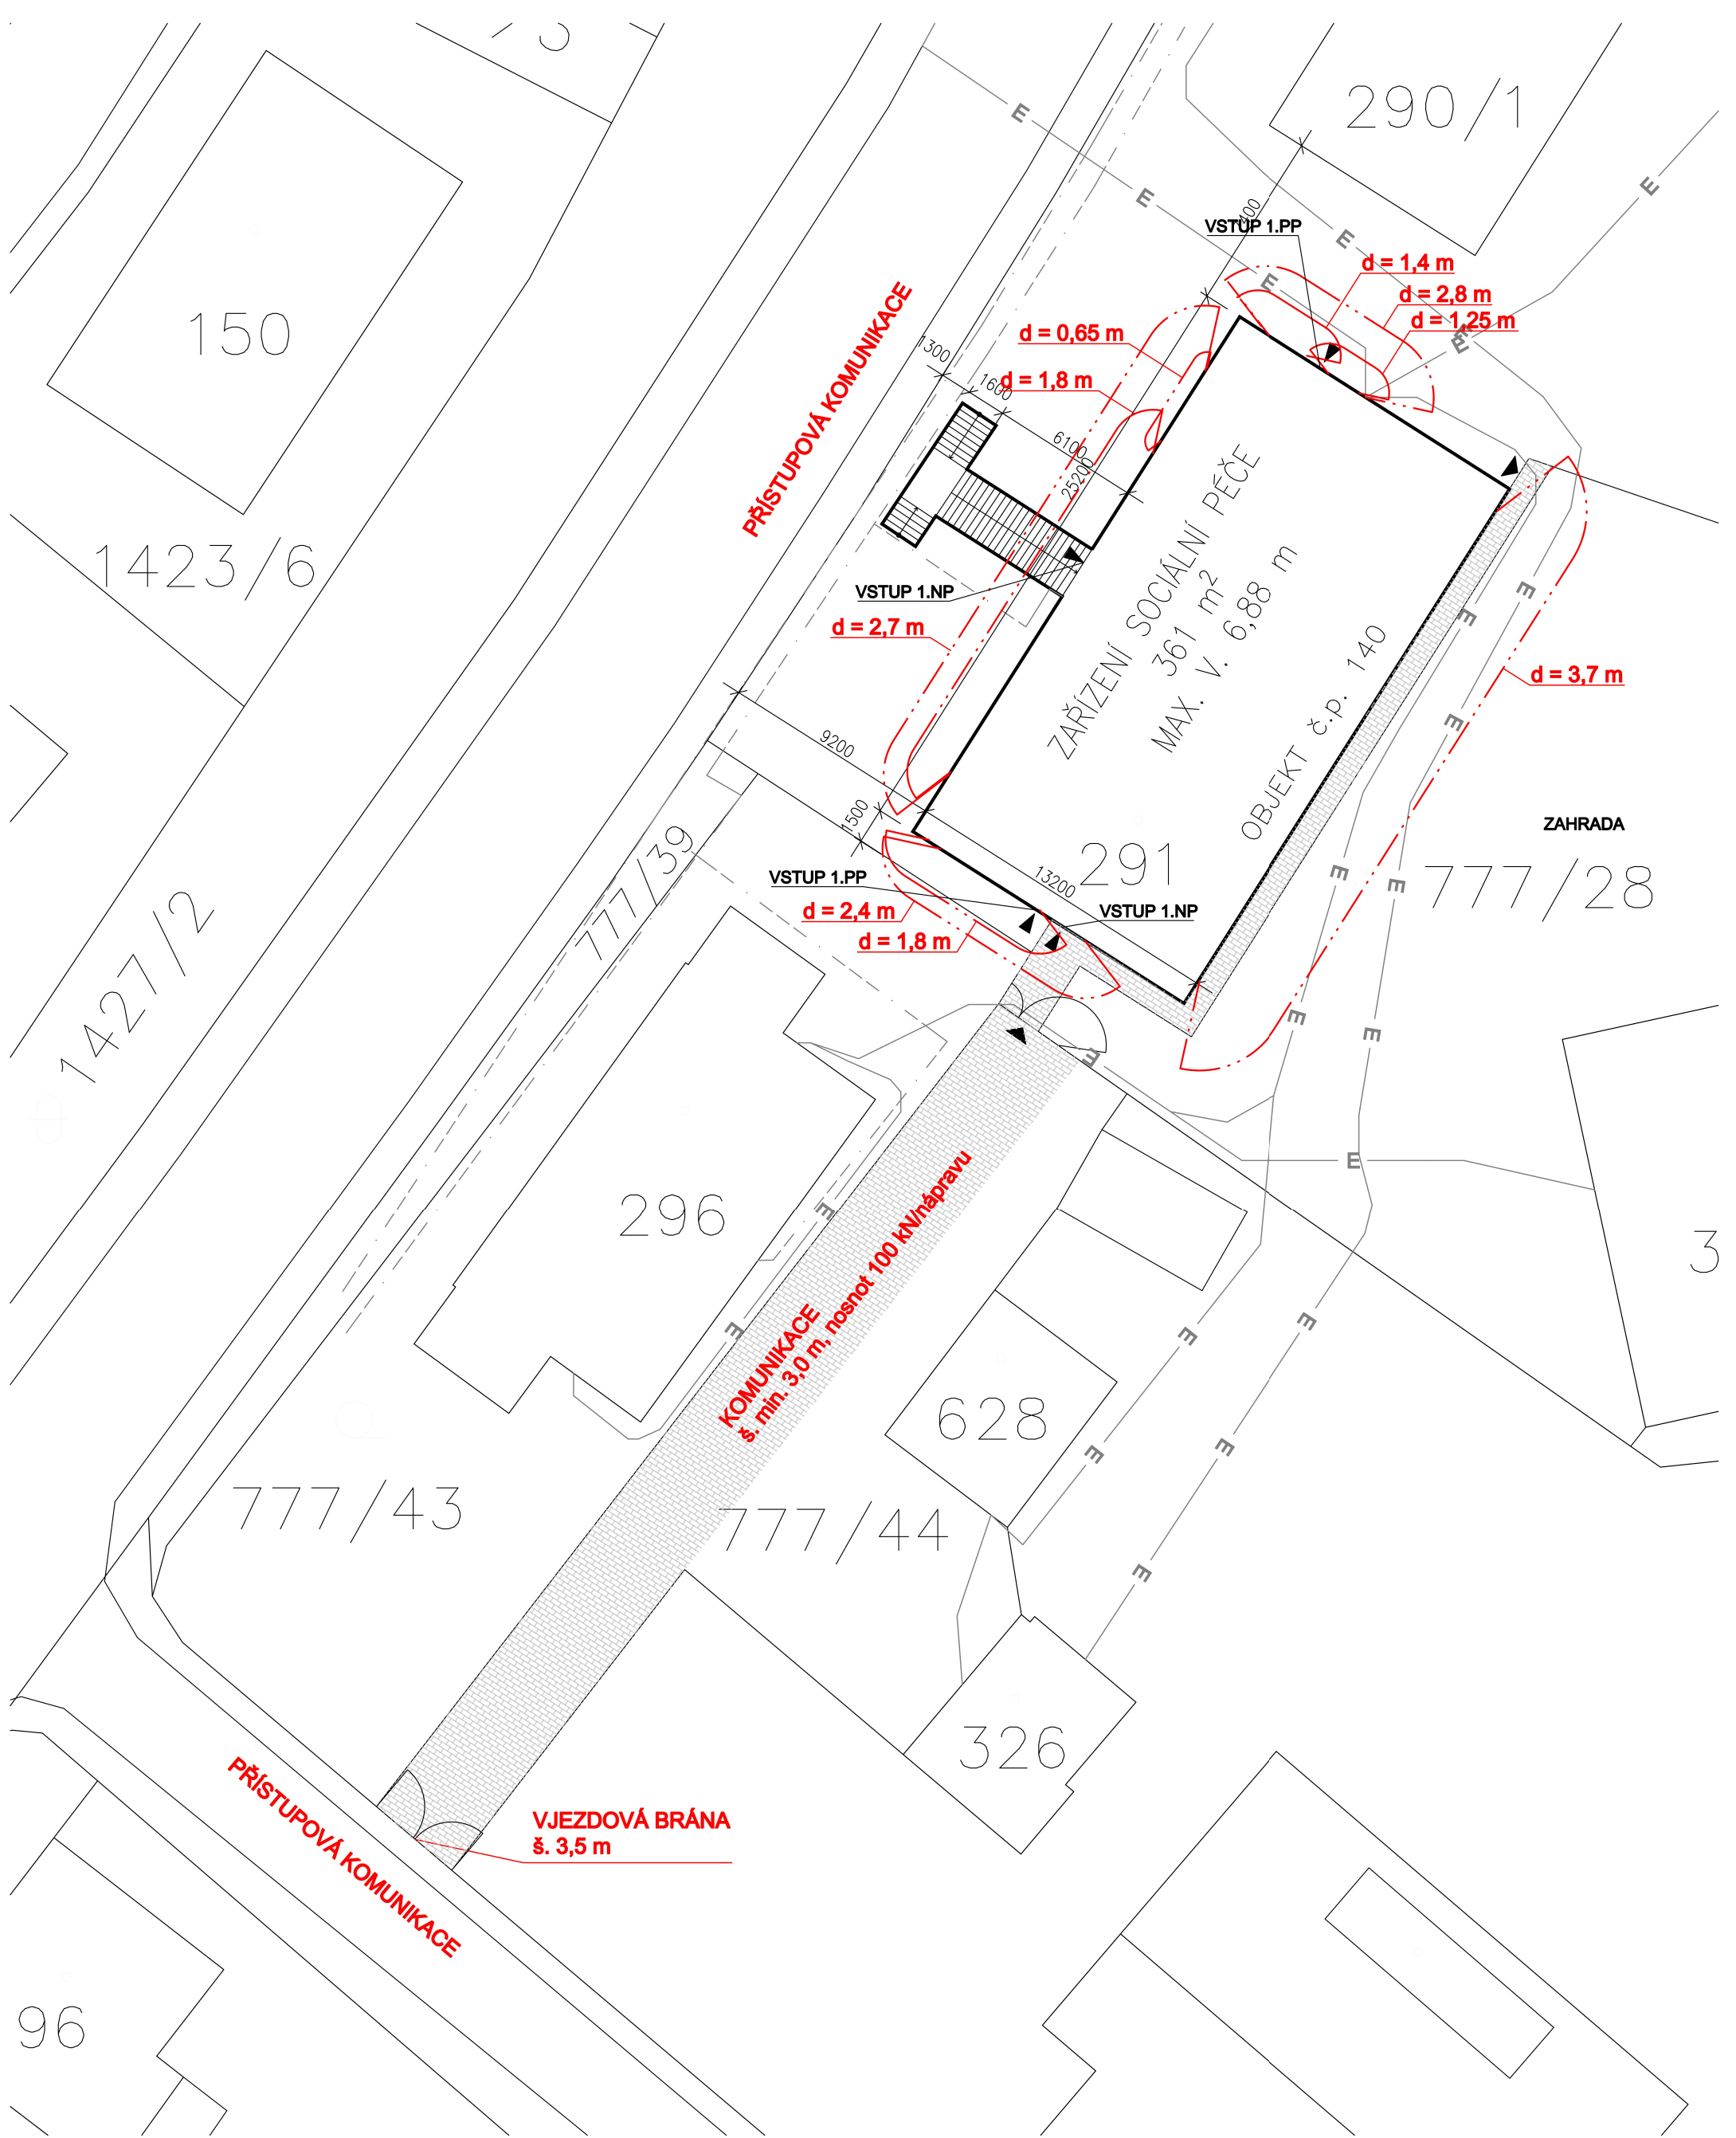 290/1
E
E
E
E
E
E
E
VSTUP 1.PP
d = 1,4 m
d = 2,8 m
d = 1,25 m
d = 0,65 m
d = 1,8 m
150
PŘÍSTUPOVÁ KOMUNIKACE
1300
1600
6100
25200
1423/6
VSTUP 1.NP
d = 2,7 m
ZAŘÍZENÍ SOCIÁLNÍ PÉČE
361 m²
MAX. V. 6,88 m
OBJEKT č.p. 140
E
E
E
d = 3,7 m
9200
1500
13200
291
ZAHRADA
777/28
777/39
1427/2
VSTUP 1.PP
VSTUP 1.NP
d = 2,4 m
d = 1,8 m
E
E
E
E
E
E
296
E
E
KOMUNIKACE
š. min. 3,0 m, nosnot 100 kN/nápravu
E
E
E
E
E
3
628
777/43
777/44
326
VJEZDOVÁ BRÁNA
š. 3,5 m
PŘÍSTUPOVÁ KOMUNIKACE
96